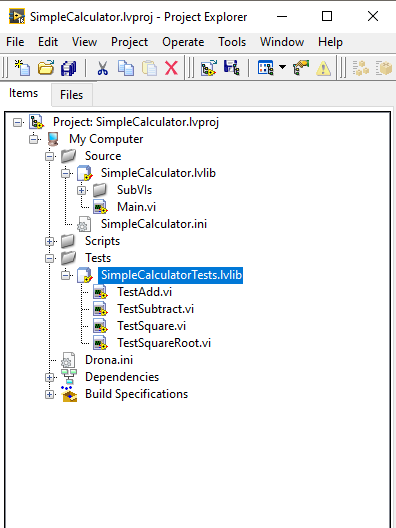 SimpleCalculator.lvproj - Project Explorer
File Edit View Project Operate Tools Window Help
Items Files
Project: SimpleCalculator.lvproj
My Computer
Source
SimpleCalculator.lvlib
SubVIs
Main.vi
SimpleCalculator.ini
Scripts
Tests
SimpleCalculatorTests.lvlib
TestAdd.vi
TestSubtract.vi
TestSquare.vi
TestSquareRoot.vi
Drona.ini
Dependencies
Build Specifications